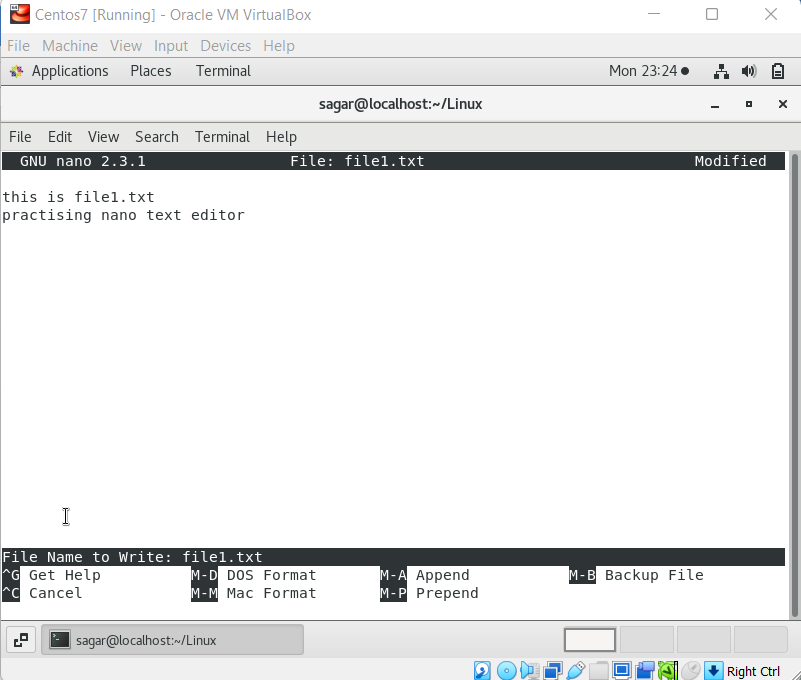 Centos7 [Running] - Oracle VM VirtualBox
File Machine View Input Devices Help
Applications Places Terminal Mon 23:24
sagar@localhost:~/Linux
File Edit View Search Terminal Help
GNU nano 2.3.1 File: file1.txt Modified
this is file1.txt
practising nano text editor
File Name to Write: file1.txt
^G Get Help M-D DOS Format M-A Append M-B Backup File
^C Cancel M-M Mac Format M-P Prepend
sagar@localhost:~/Linux
Right Ctrl